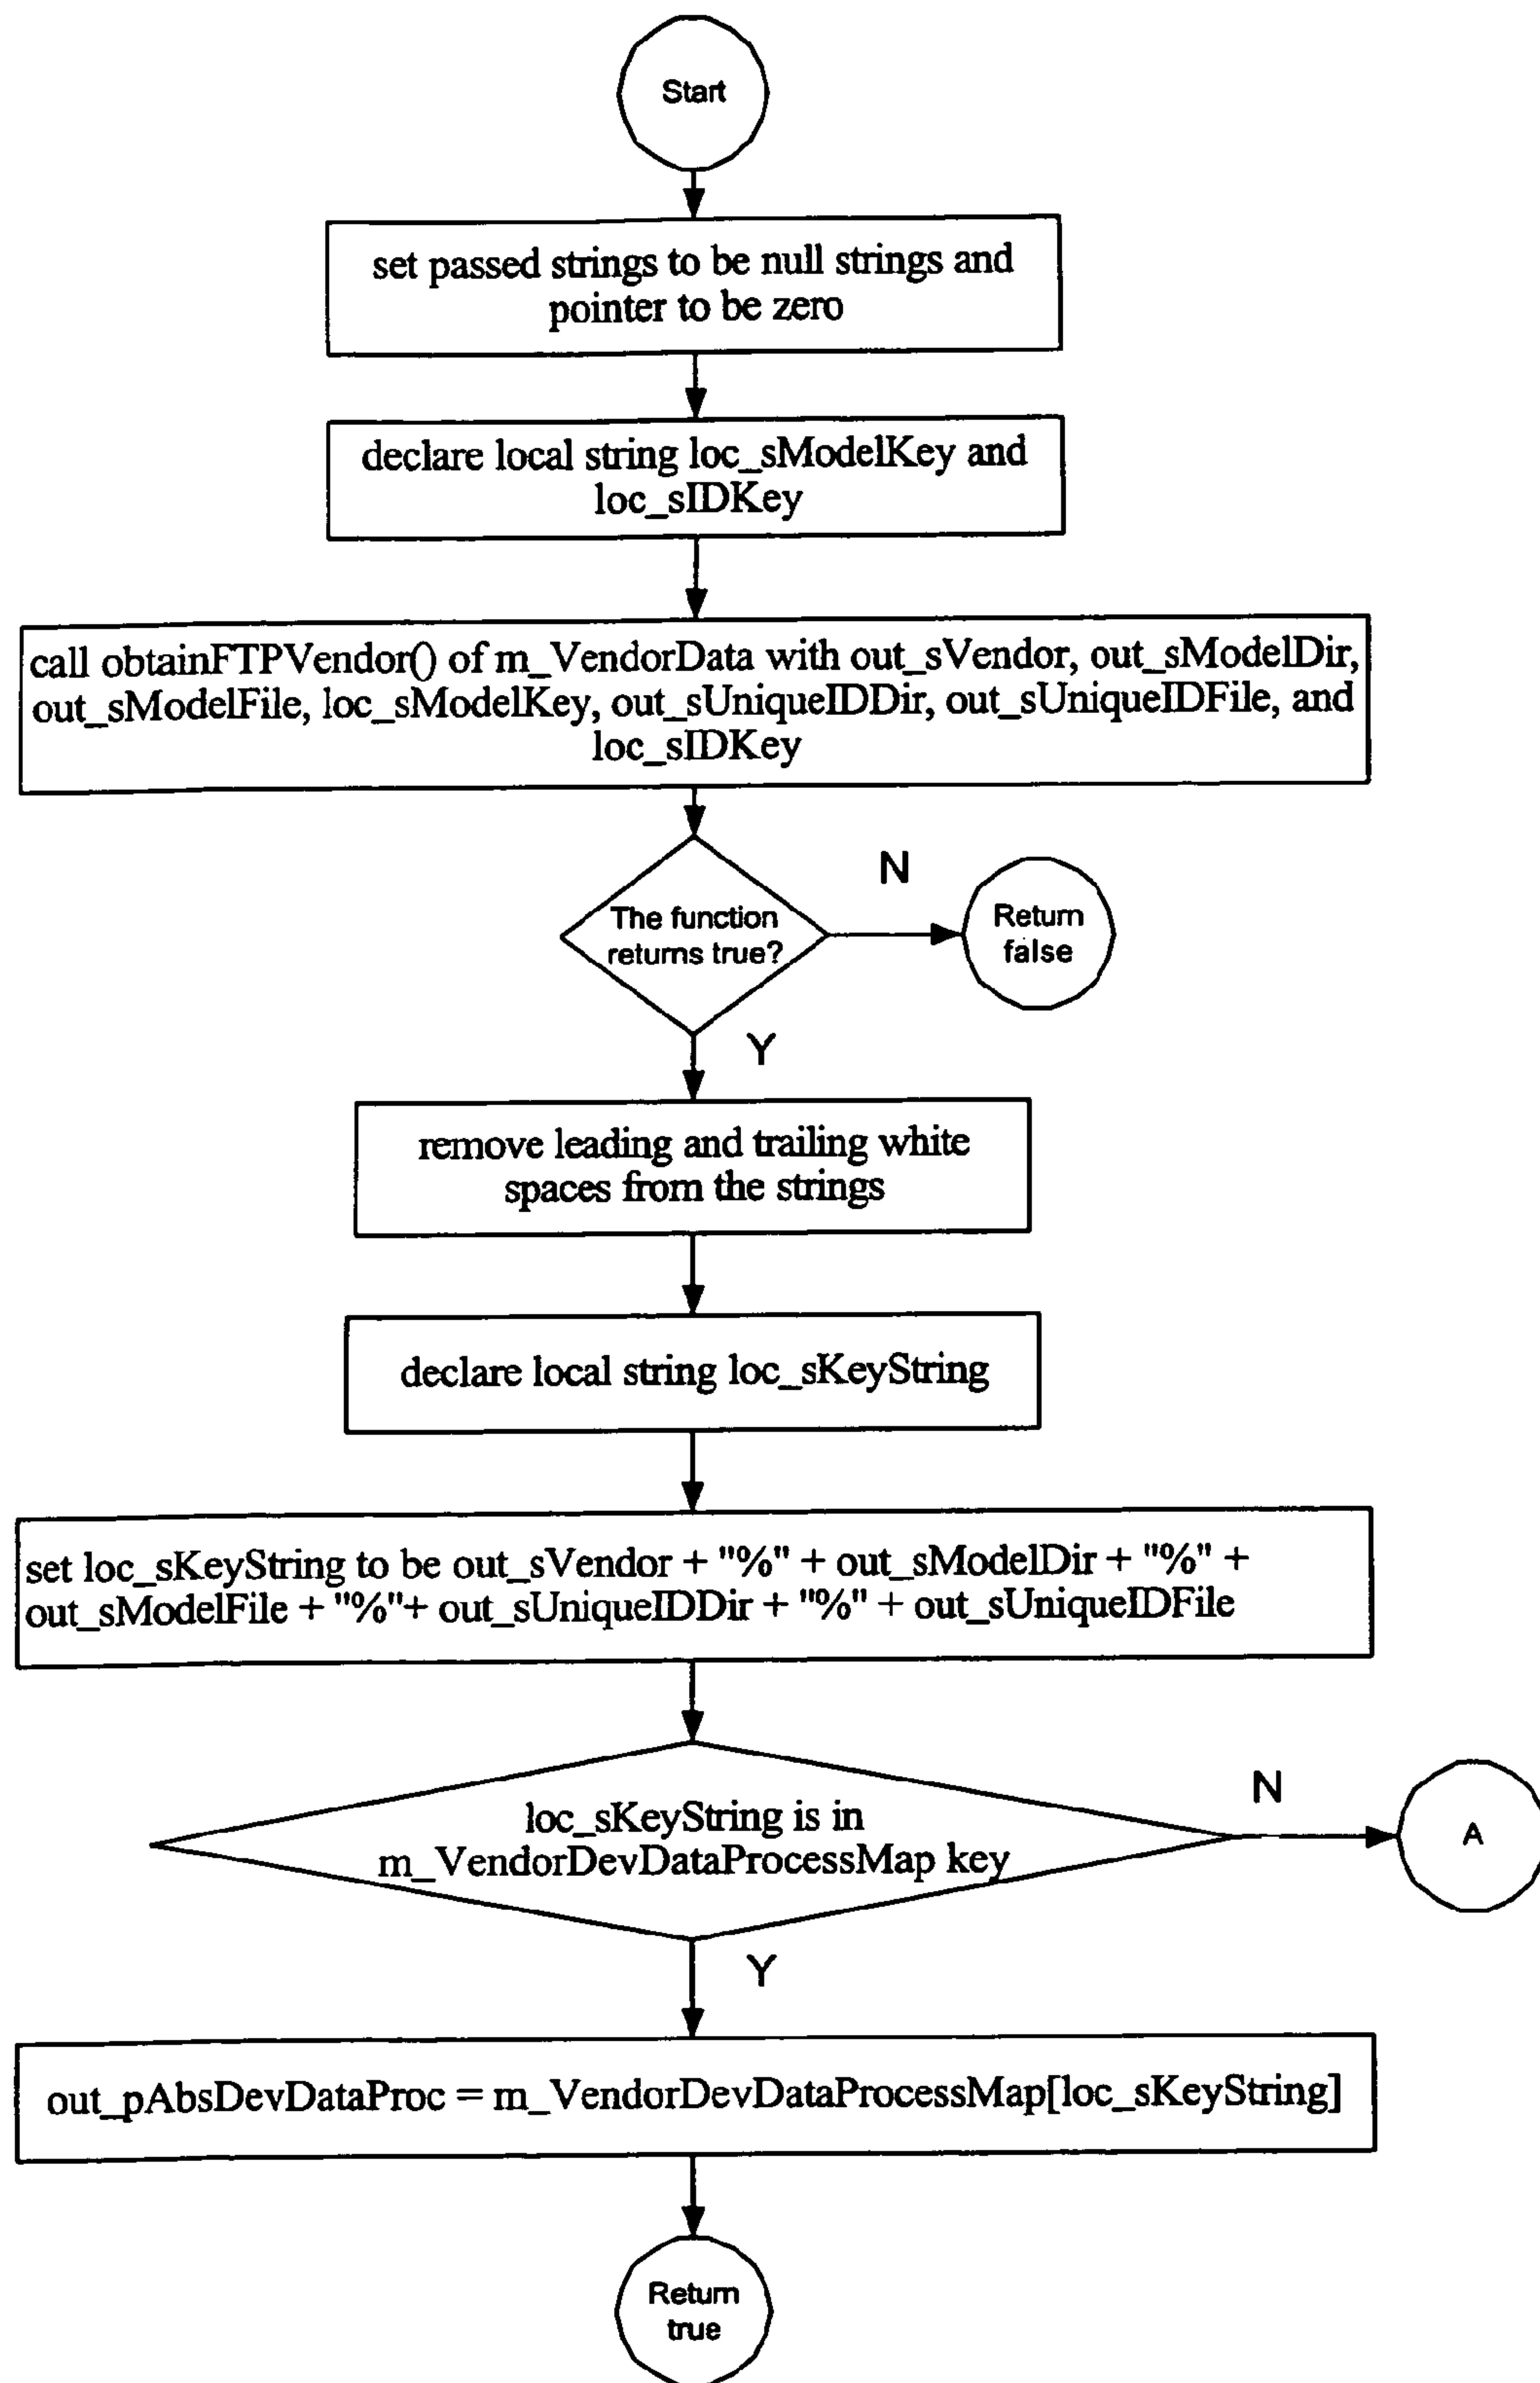 Start
set passed strings to be null strings and
pointer to be zero
declare local string loc_sModelKey and
loc_sIDKey
call obtainFTPVendor() of m_VendorData with out_sVendor, out_sModelDir,
out_sModelFile, loc_sModelKey, out_sUniqueIDDir, out_sUniqueIDFile, and
loc_sIDKey
The function
returns true?
N
Return
false
Y
remove leading and trailing white
spaces from the strings
declare local string loc_sKeyString
set loc_sKeyString to be out_sVendor + "%" + out_sModelDir + "%" +
out_sModelFile + "%"+ out_sUniqueIDDir + "%" + out_sUniqueIDFile
loc_sKeyString is in
m_VendorDevDataProcessMap key
N
A
Y
out_pAbsDevDataProc = m_VendorDevDataProcessMap[loc_sKeyString]
Return
true